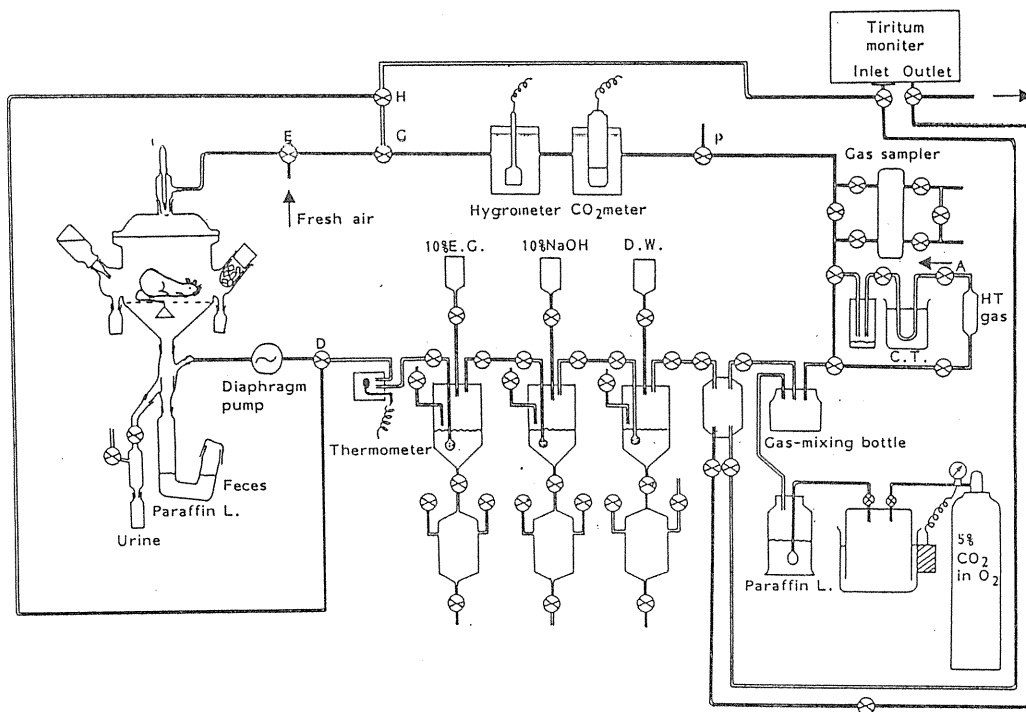 Tiritum
moniter
Inlet Outlet
H
E
G
P
I
Gas sampler
Fresh air
Hygrometer CO2meter
10%E.G.
10%NaOH
D.W.
A
HT
gas
C.T.
D
Diaphragm
pump
Thermometer
Gas-mixing bottle
Feces
Paraffin L.
Urine
Paraffin L.
5%
CO2
in O2